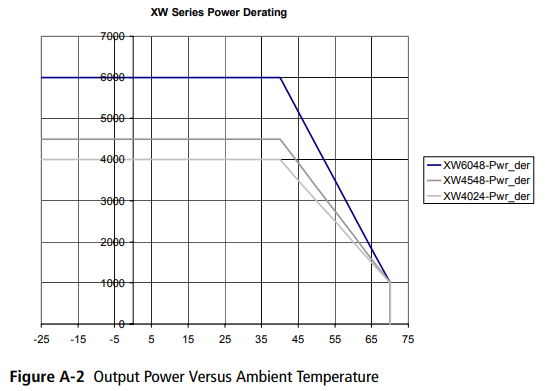 XW Series Power Derating
7000
6000
5000
4000
3000
2000
1000
0
-25 -15 -5 5 15 25 35 45 55 65 75
XW6048-Pwr_der
XW4548-Pwr_der
XW4024-Pwr_der
Figure A-2 Output Power Versus Ambient Temperature